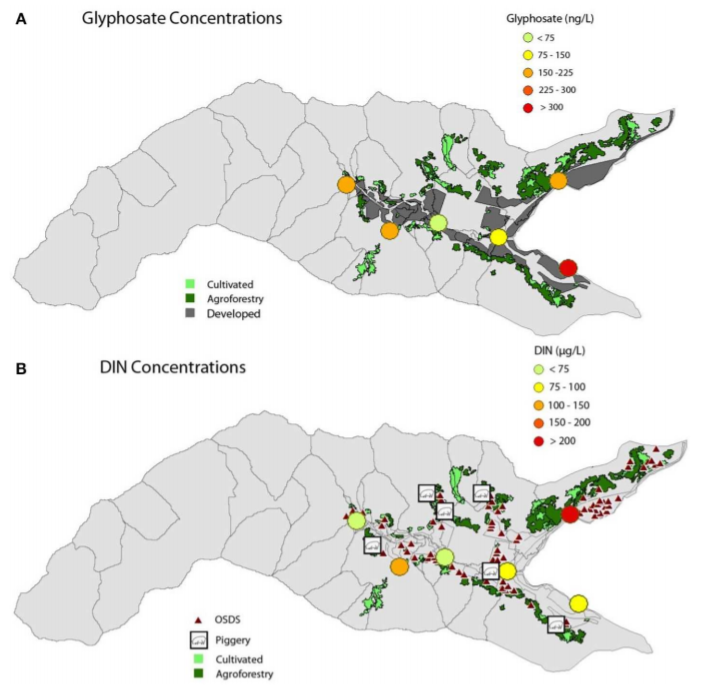 A
Glyphosate Concentrations
Glyphosate (ng/L)
< 75
75 - 150
150 -225
225 - 300
> 300
Cultivated
Agroforestry
Developed
B
DIN Concentrations
DIN (µg/L)
< 75
75 - 100
100 - 150
150 - 200
> 200
OSDS
Piggery
Cultivated
Agroforestry